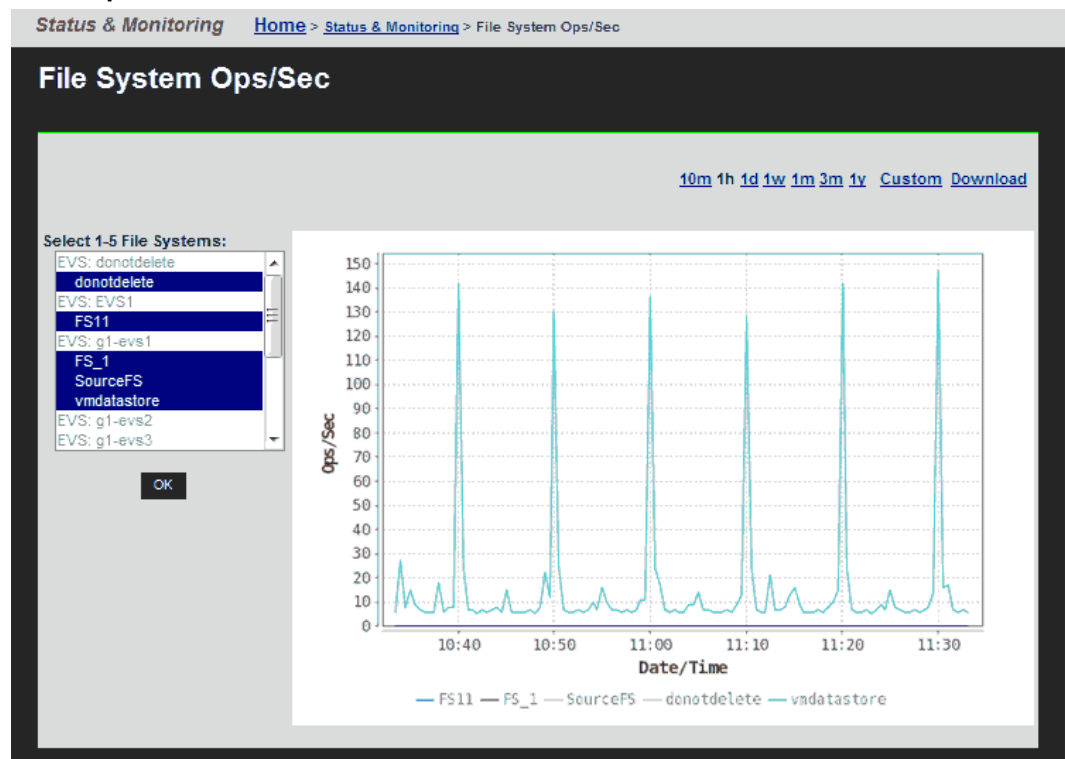 Status & Monitoring Home > Status & Monitoring > File System Ops/Sec
File System Ops/Sec
10m 1h 1d 1w 1m 3m 1y Custom Download
Select 1-5 File Systems:
EVS: donotdelete
donotdelete
EVS: EVS1
FS11
EVS: g1-evs1
FS_1
SourceFS
vmdatastore
EVS: g1-evs2
EVS: g1-evs3
OK
150
140
130
120
110
100
90
80
70
60
50
40
30
20
10
0
Ops/Sec
10:40 10:50 11:00 11:10 11:20 11:30
Date/Time
FS11 FS_1 SourceFS donotdelete vmdatastore